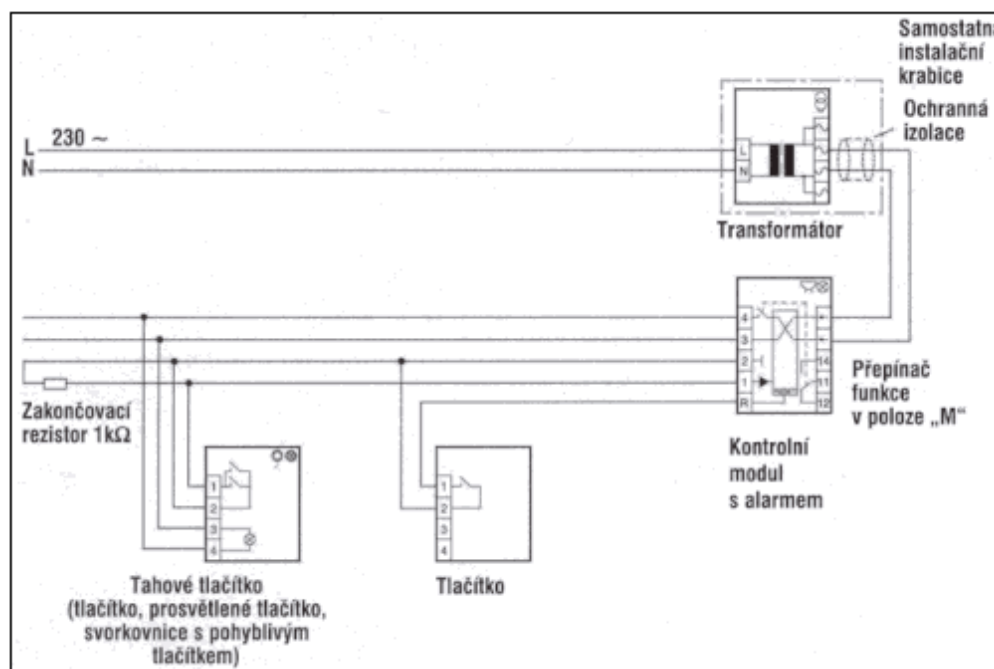 Samostatná
instalační
krabice
Ochranná
izolace
L 230 ~
N
L
N
Transformátor
4
3
2
1
R
14
11
12
Přepínač
funkce
v poloze „M“
Zakončovací
rezistor 1kΩ
Kontrolní
modul
s alarmem
1
2
3
4
1
2
3
4
Tahové tlačítko
(tlačítko, prosvětlené tlačítko,
svorkovnice s pohyblivým
tlačítkem)
Tlačítko